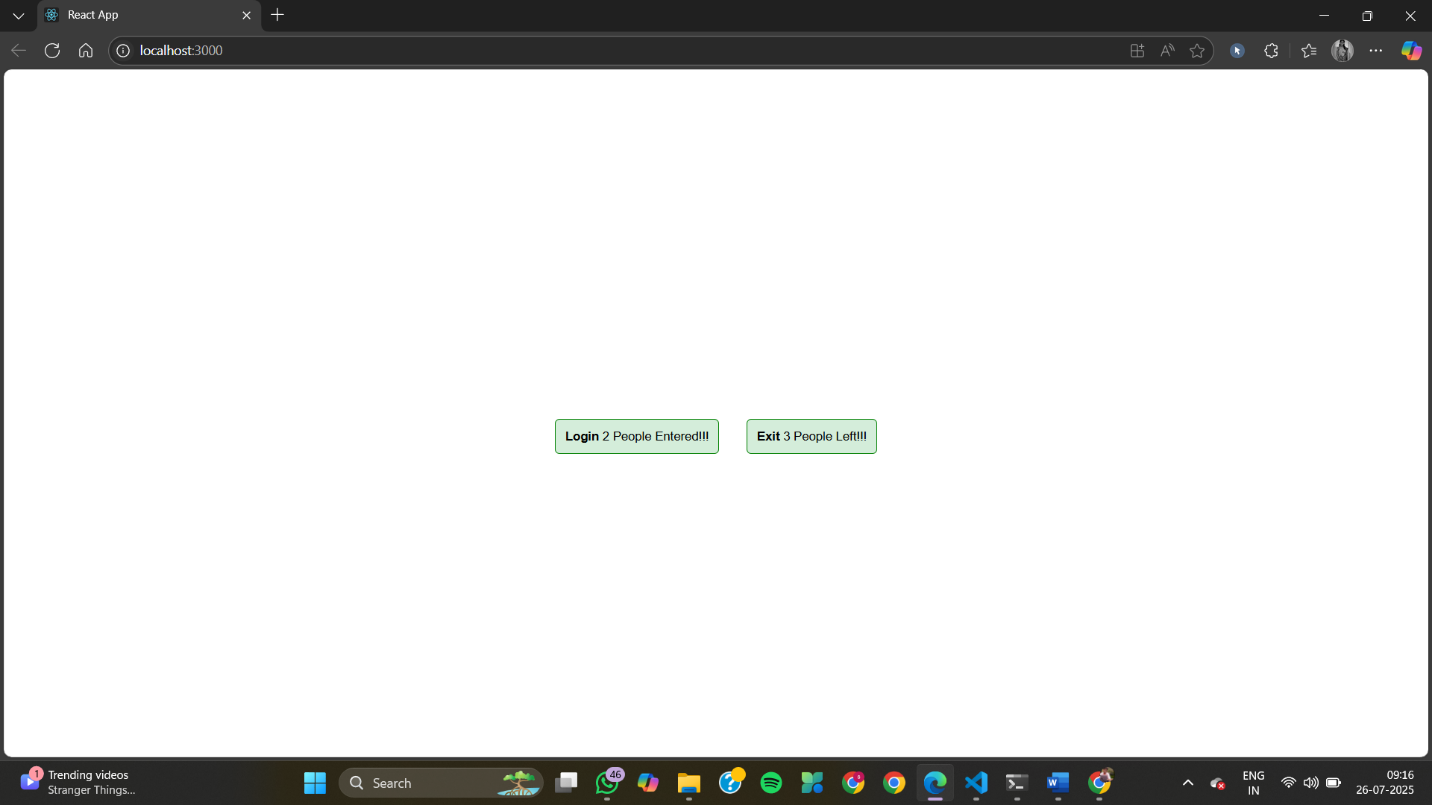 React App
localhost:3000
Login 2 People Entered!!!
Exit 3 People Left!!!
1
Trending videos
Stranger Things...
Search
46
ENG
IN
09:16
26-07-2025